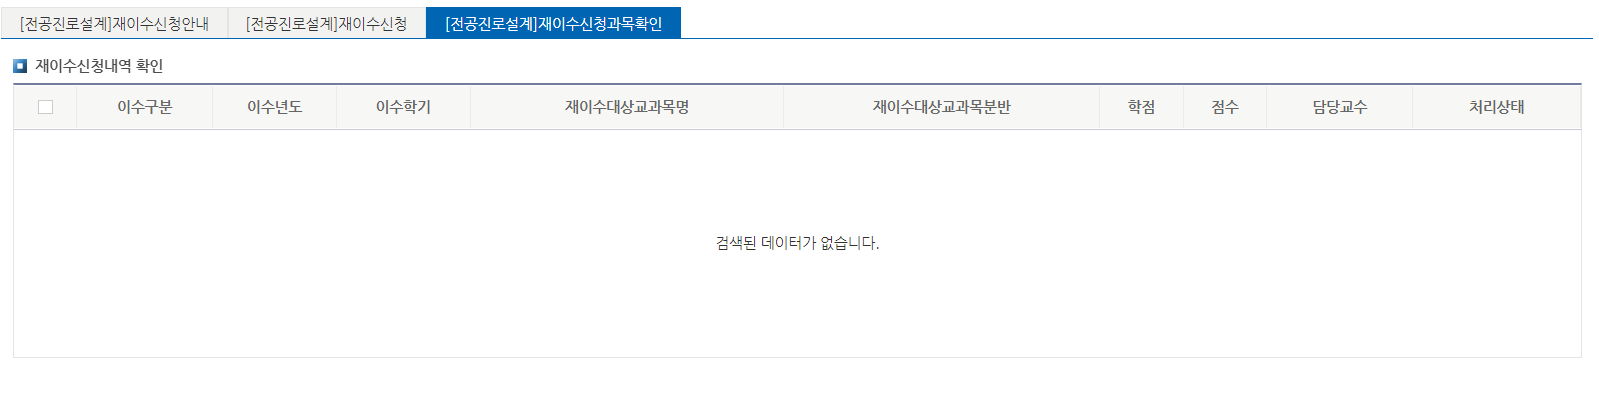 [전공진로설계]재이수신청안내 [전공진로설계]재이수신청 [전공진로설계]재이수신청과목확인
재이수신청내역 확인
이수구분 이수년도 이수학기 재이수대상교과목명 재이수대상교과목분반 학점 점수 담당교수 처리상태
검색된 데이터가 없습니다.